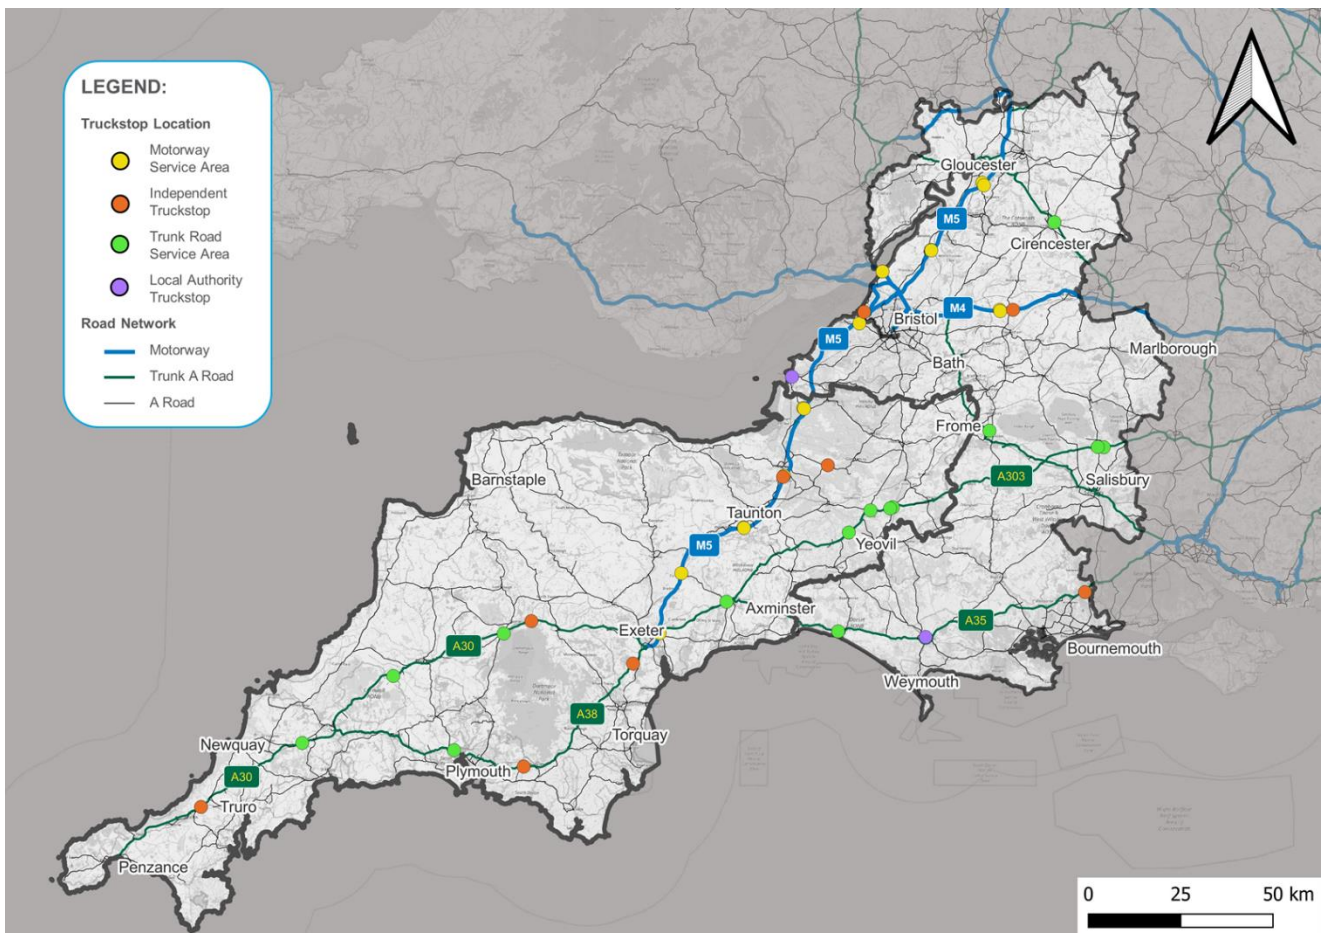 LEGEND:
Truckstop Location
Motorway
Service Area
Independent
Truckstop
Trunk Road
Service Area
Local Authority
Truckstop
Road Network
Motorway
Trunk A Road
A Road
Gloucester
M5
Cirencester
Bristol
M4
M5
Bath
Marlborough
Frome
Barnstaple
A303
Salisbury
Taunton
M5
Yeovil
Axminster
Exeter
A30
A35
Bournemouth
Weymouth
A38
Torquay
Newquay
Plymouth
A30
Truro
Penzance
0 25 50 km